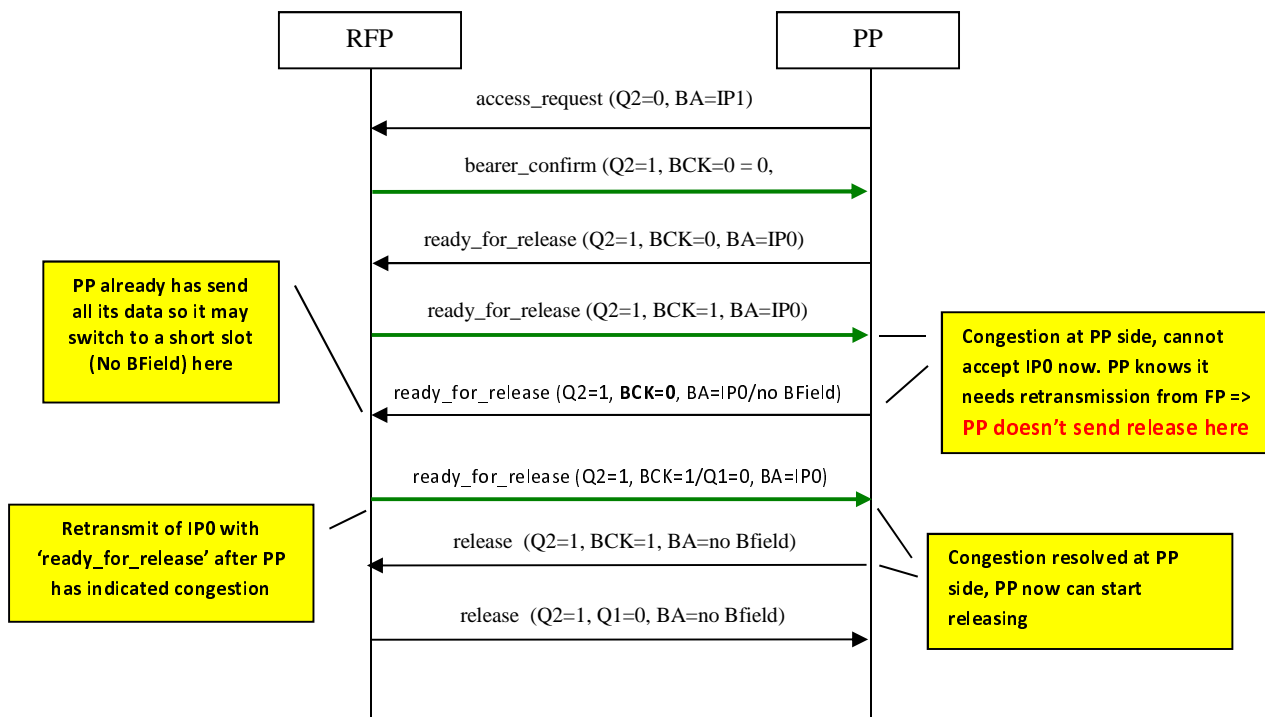 RFP
PP
access_request (Q2=0, BA=IP1)
bearer_confirm (Q2=1, BCK=0 = 0,
ready_for_release (Q2=1, BCK=0, BA=IP0)
PP already has send
all its data so it may
switch to a short slot
(No BField) here
ready_for_release (Q2=1, BCK=1, BA=IP0)
Congestion at PP side, cannot
accept IP0 now. PP knows it
needs retransmission from FP =>
PP doesn't send release here
ready_for_release (Q2=1, BCK=0, BA=IP0/no BField)
ready_for_release (Q2=1, BCK=1/Q1=0, BA=IP0)
Retransmit of IP0 with
‘ready_for_release’ after PP
has indicated congestion
release (Q2=1, BCK=1, BA=no Bfield)
Congestion resolved at PP
side, PP now can start
releasing
release (Q2=1, Q1=0, BA=no Bfield)